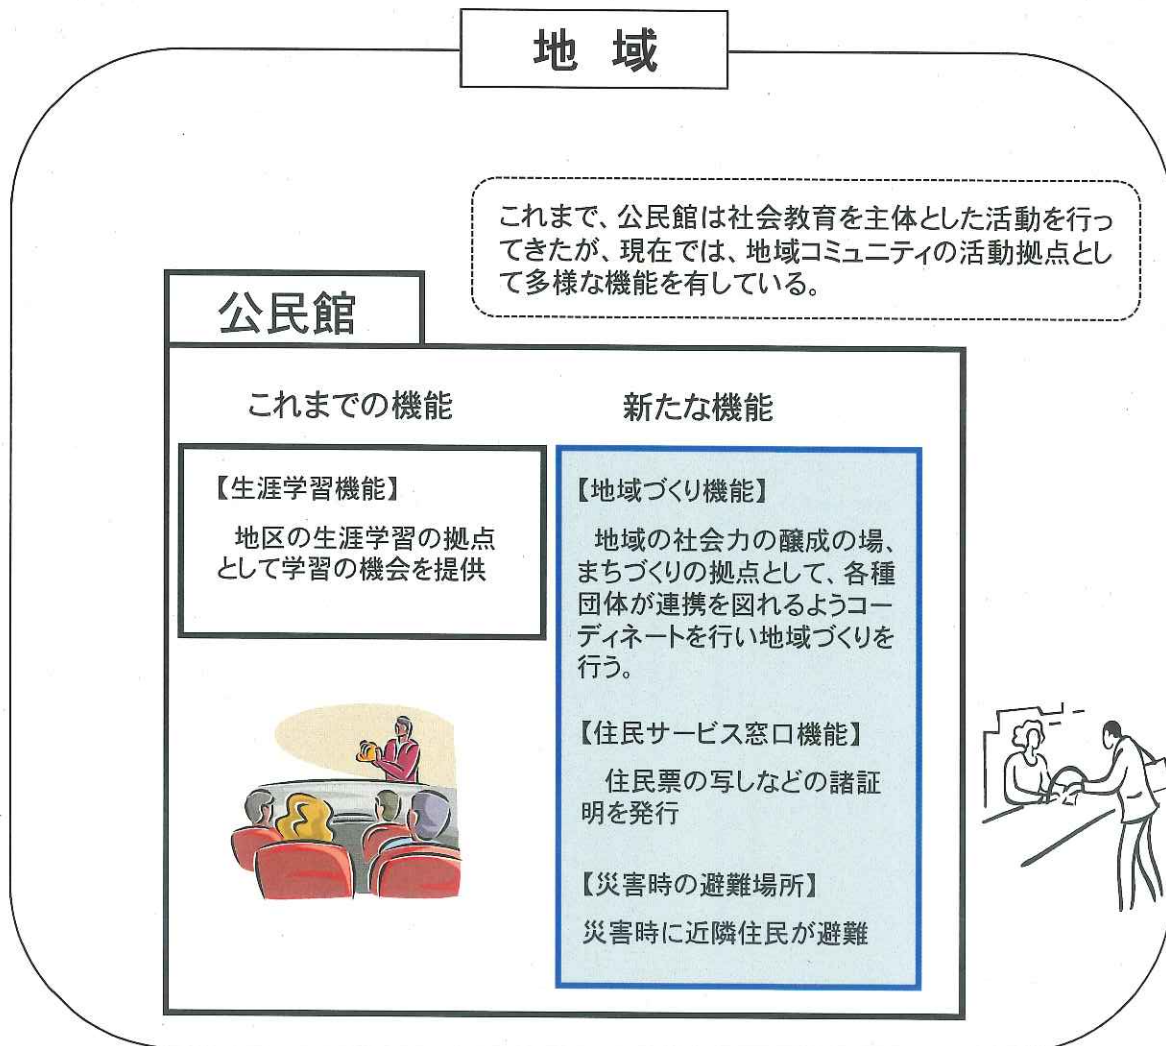 地域
これまで、公民館は社会教育を主体とした活動を行っ
てきたが、現在では、地域コミュニティの活動拠点とし
て多様な機能を有している。
公民館
これまでの機能
【生涯学習機能】
地区の生涯学習の拠点
として学習の機会を提供
新たな機能
【地域づくり機能】
地域の社会力の醸成の場、
まちづくりの拠点として、各種
団体が連携を図れるようコー
ディネートを行い地域づくりを
行う。
【住民サービス窓口機能】
住民票の写しなどの諸証
明を発行
【災害時の避難場所】
災害時に近隣住民が避難